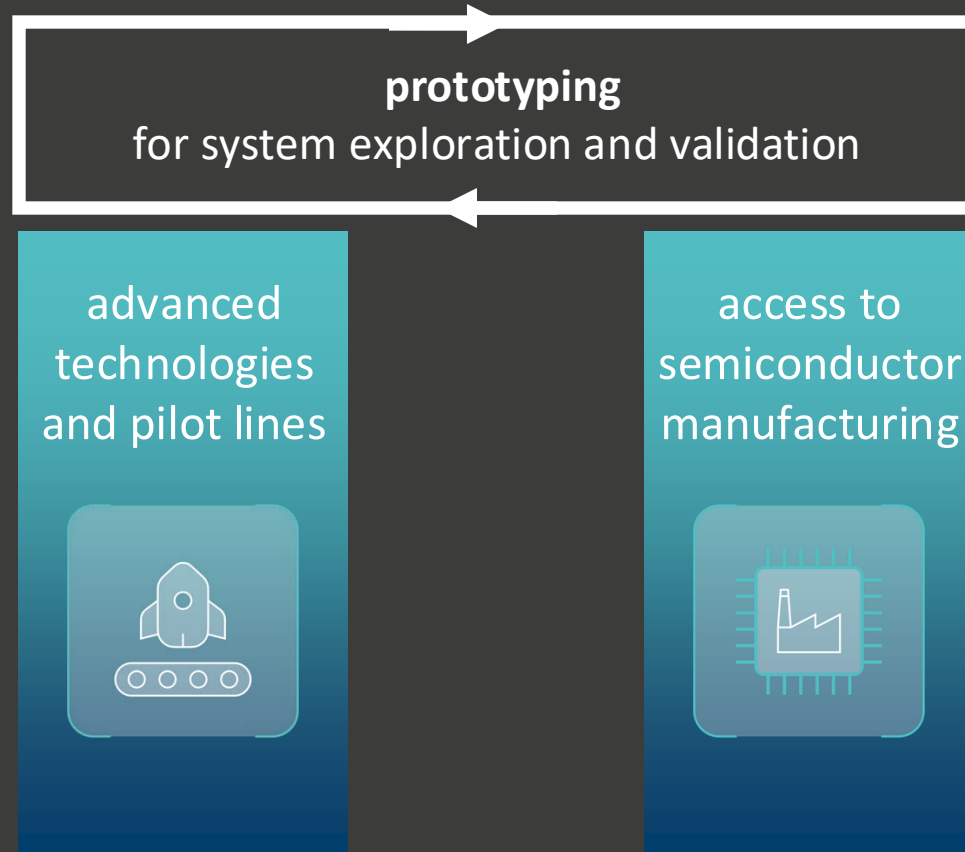 prototyping
for system exploration and validation
advanced
technologies
and pilot lines
access to
semiconductor
manufacturing